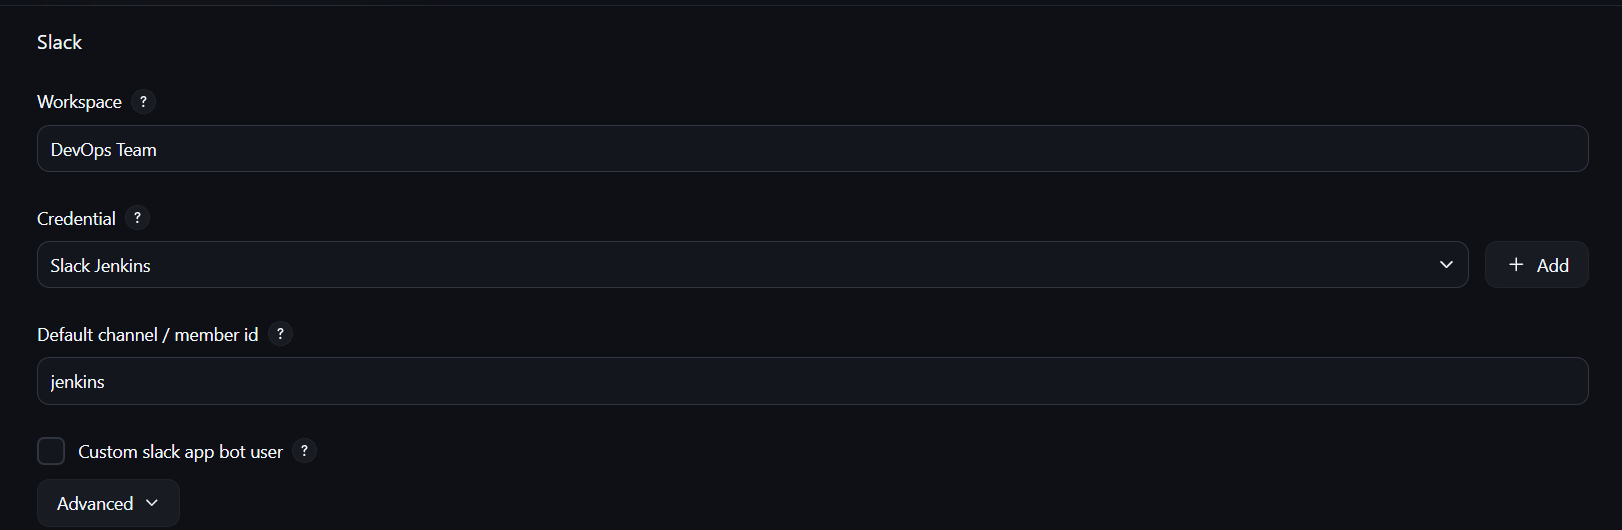 Slack
Workspace ?
DevOps Team
Credential ?
Slack Jenkins
+ Add
Default channel / member id ?
jenkins
Custom slack app bot user ?
Advanced